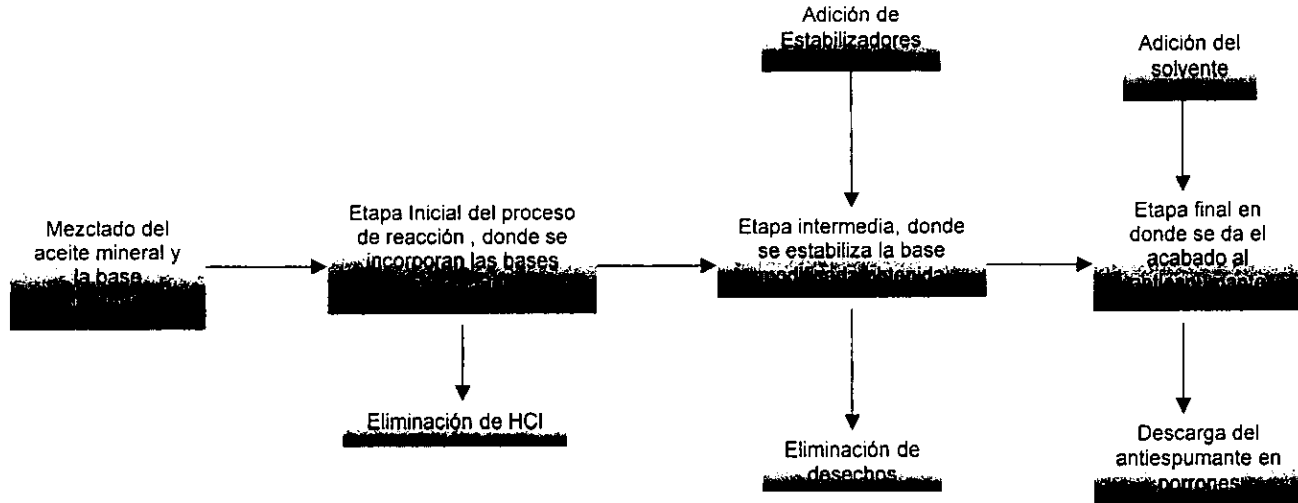 Adición de
Estabilizadores
Adición del
solvente
Mezclado del
aceite mineral y
la base
Etapa Inicial del proceso
de reacción , donde se
incorporan las bases
Etapa intermedia, donde
se estabiliza la base
Etapa final en
donde se da el
acabado al
antiespumante
Eliminación de HCl
Eliminación de
desechos
Descarga del
antiespumante en
porrones